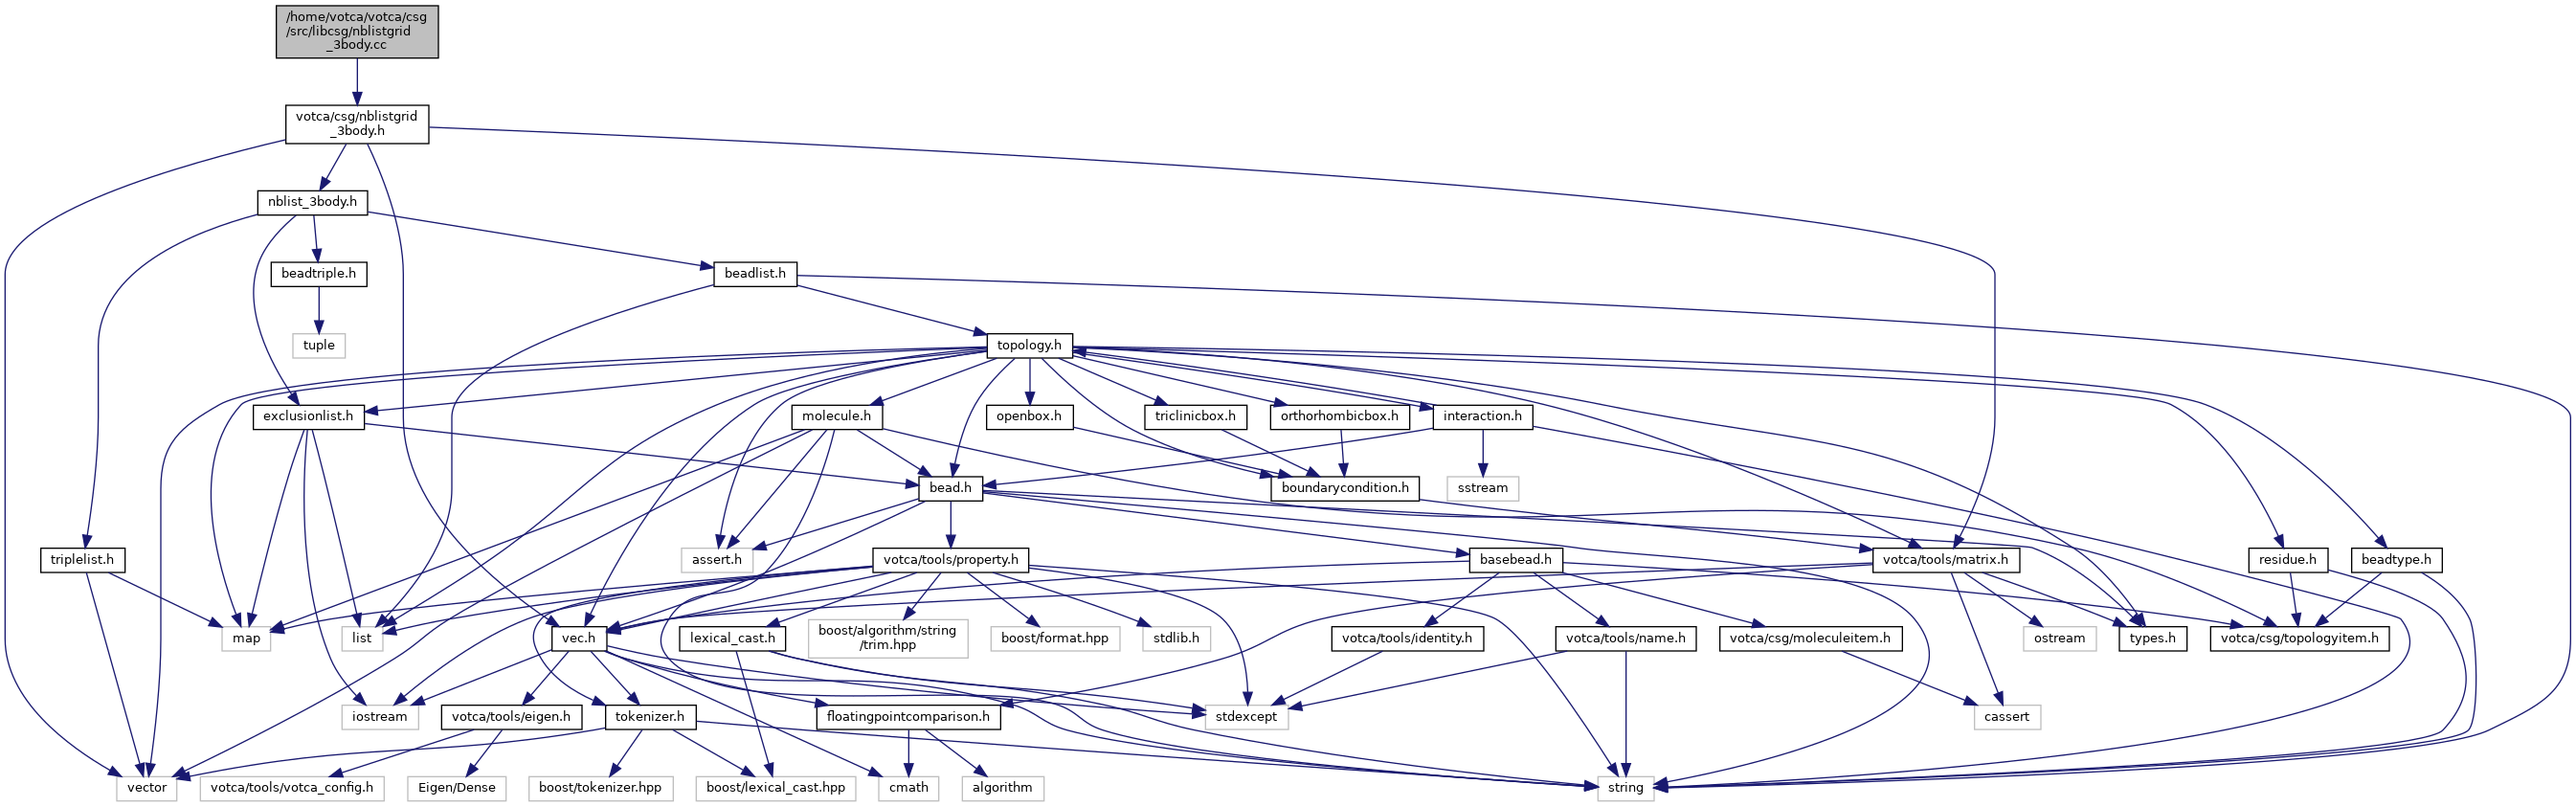 /home/votca/votca/csg
/src/libcsg/nblistgrid
_3body.cc
votca/csg/nblistgrid
_3body.h
nblist_3body.h
beadtriple.h
beadlist.h
tuple
topology.h
exclusionlist.h
molecule.h
openbox.h
triclinicbox.h
orthorhombicbox.h
interaction.h
bead.h
boundarycondition.h
sstream
triplelist.h
assert.h
votca/tools/property.h
basebead.h
votca/tools/matrix.h
residue.h
beadtype.h
map
list
vec.h
lexical_cast.h
boost/algorithm/string
/trim.hpp
boost/format.hpp
stdlib.h
votca/tools/identity.h
votca/tools/name.h
votca/csg/moleculeitem.h
ostream
types.h
votca/csg/topologyitem.h
iostream
votca/tools/eigen.h
tokenizer.h
floatingpointcomparison.h
stdexcept
cassert
vector
votca/tools/votca_config.h
Eigen/Dense
boost/tokenizer.hpp
boost/lexical_cast.hpp
cmath
algorithm
string